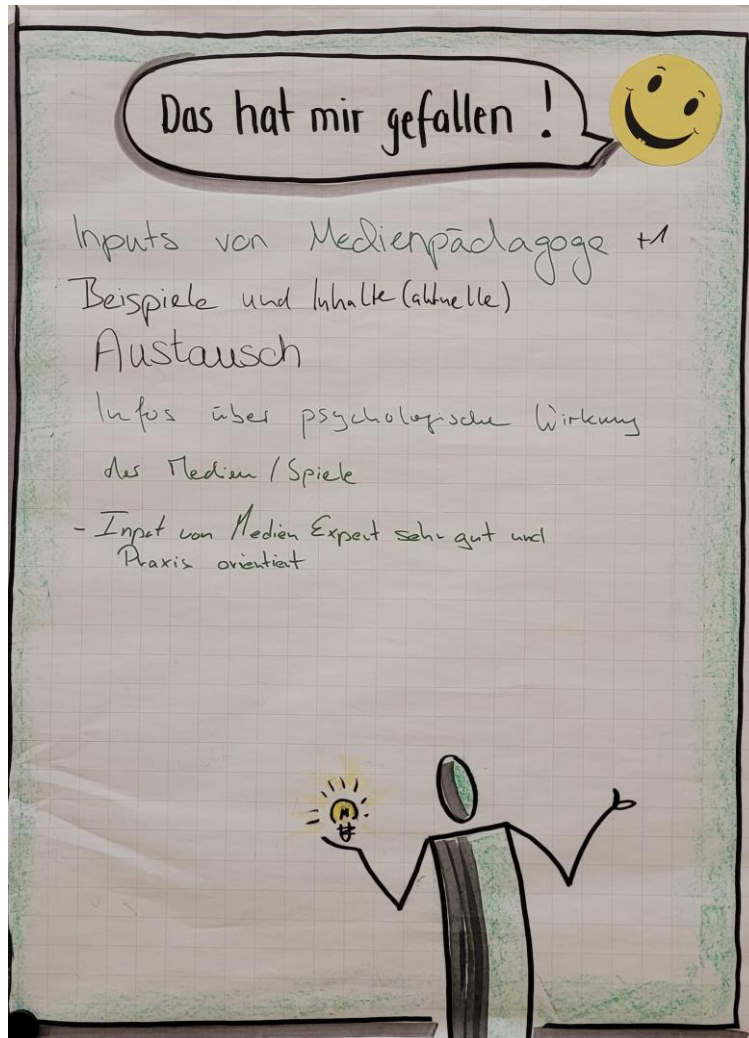 Das hat mir gefallen !
Inputs von Medienpädagoge +1
Beispiele und Inhalte (aktuelle)
Austausch
Infos über psychologische Wirkung
der Medien / Spiele
- Input von Medien Expert sehr gut und
Praxis orientiert